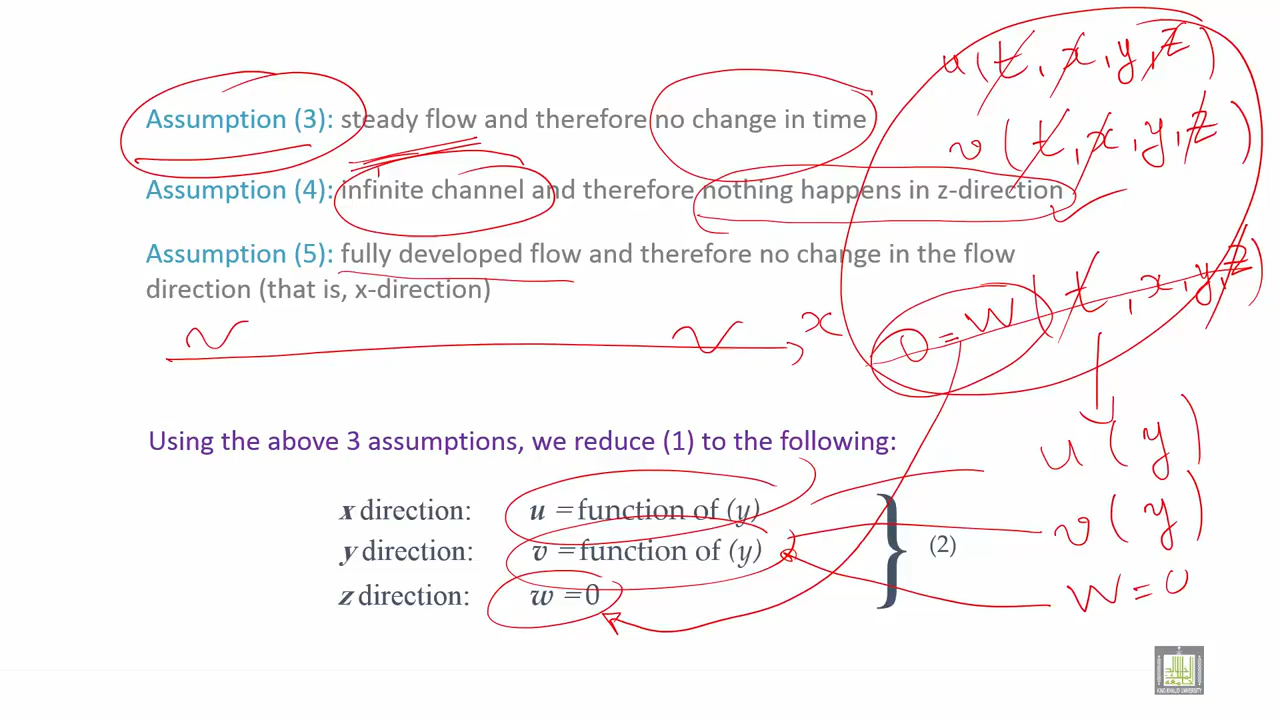 u(t, x, y, z)
Assumption (3): steady flow and therefore no change in time
v(t, x, y, z)
Assumption (4): infinite channel and therefore nothing happens in z-direction
Assumption (5): fully developed flow and therefore no change in the flow
direction (that is, x-direction)
0 = W(t, x, y, z)
x
Using the above 3 assumptions, we reduce (1) to the following:
u(y)
x direction: u =function of (y)
y direction: v =function of (y)
(2)
v(y)
z direction: w =0
W = 0
KING KHALID UNIVERSITY